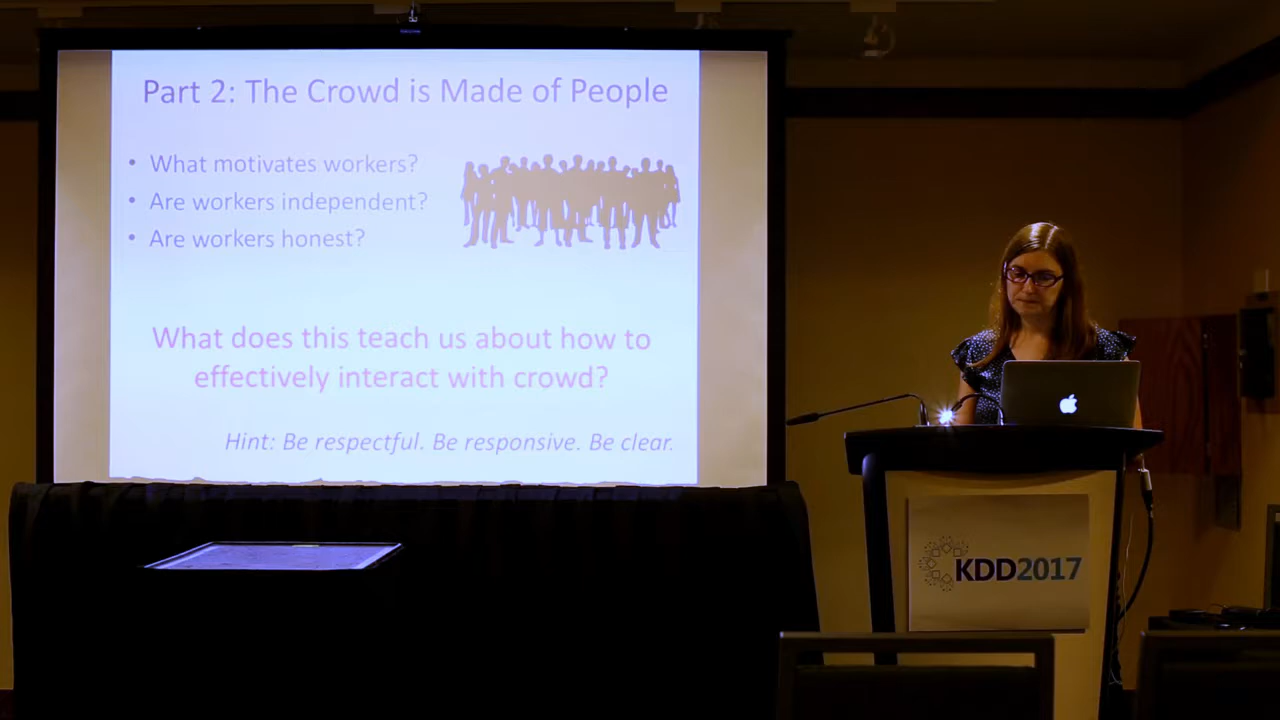 Part 2: The Crowd is Made of People
• What motivates workers?
• Are workers independent?
• Are workers honest?
What does this teach us about how to
effectively interact with crowd?
Hint: Be respectful. Be responsive. Be clear.
KDD2017